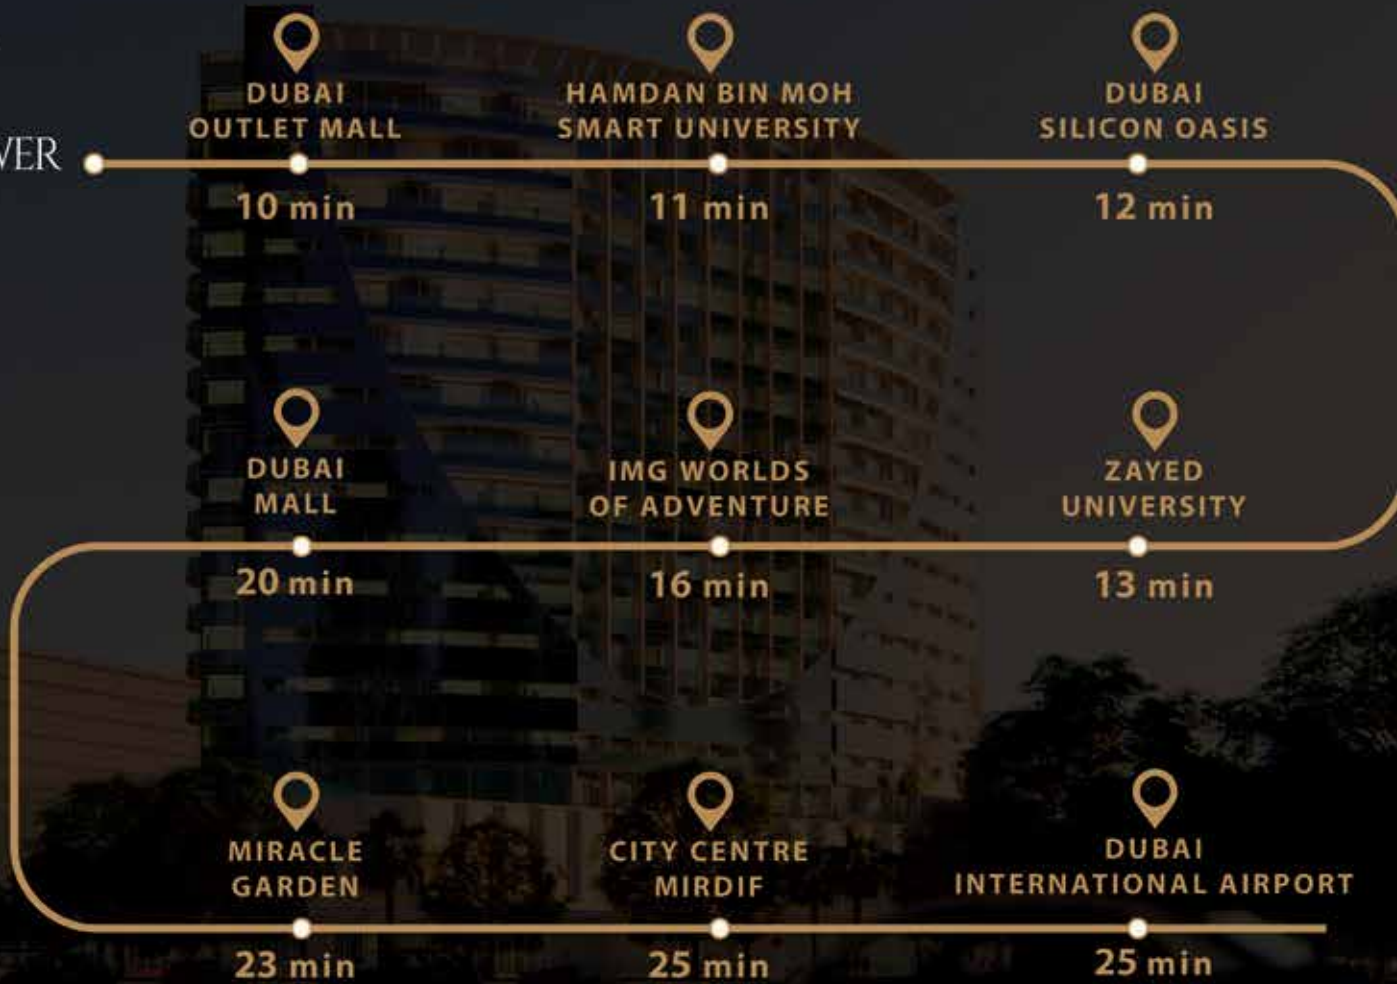 DUBAI
OUTLET MALL
10 min
HAMDAN BIN MOH
SMART UNIVERSITY
11 min
DUBAI
SILICON OASIS
12 min
ZAYED
UNIVERSITY
13 min
IMG WORLDS
OF ADVENTURE
16 min
DUBAI
MALL
20 min
MIRACLE
GARDEN
23 min
CITY CENTRE
MIRDIF
25 min
DUBAI
INTERNATIONAL AIRPORT
25 min